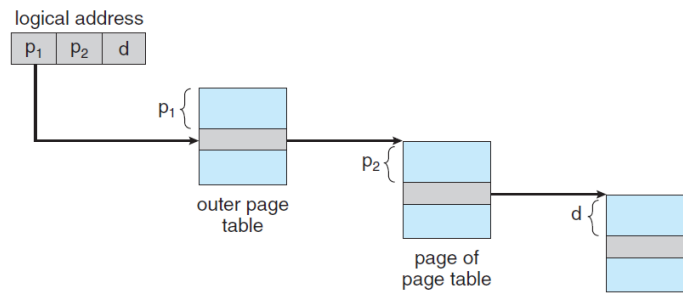 logical address
p₁ p₂ d
p₁
outer page
table
p₂
page of
page table
d